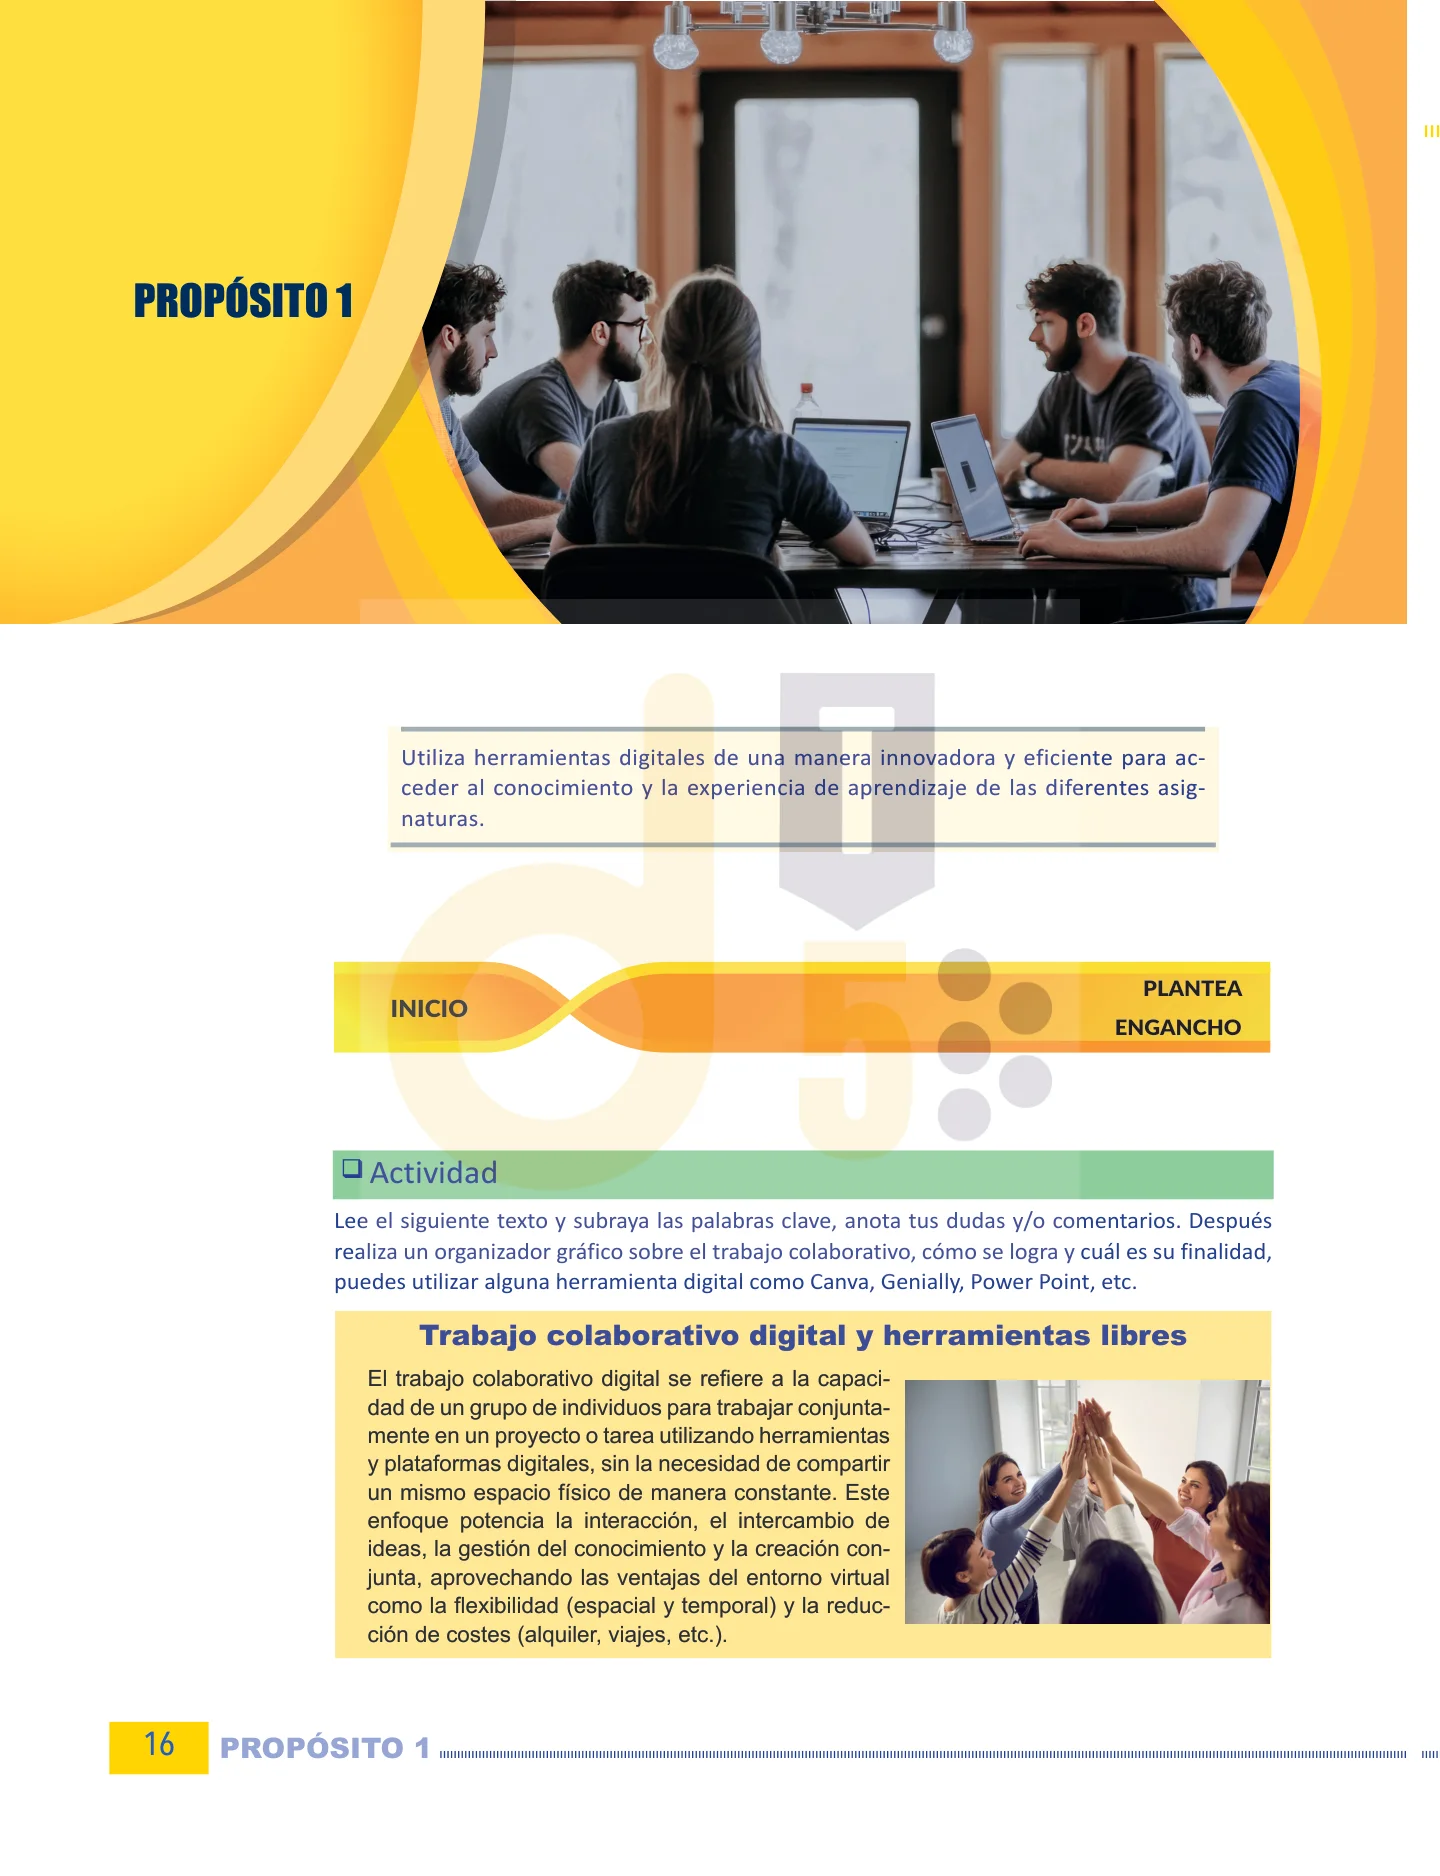 PROPÓSITO 1
Utiliza herramientas digitales de una manera innovadora y eficiente para ac-
ceder al conocimiento y la experiencia de aprendizaje de las diferentes asig-
naturas.
INICIO
PLANTEA
ENGANCHO
Actividad
Lee el siguiente texto y subraya las palabras clave, anota tus dudas y/o comentarios. Después
realiza un organizador gráfico sobre el trabajo colaborativo, cómo se logra y cuál es su finalidad,
puedes utilizar alguna herramienta digital como Canva, Genially, Power Point, etc.
Trabajo colaborativo digital y herramientas libres
El trabajo colaborativo digital se refiere a la capaci-
dad de un grupo de individuos para trabajar conjunta-
mente en un proyecto o tarea utilizando herramientas
y plataformas digitales, sin la necesidad de compartir
un mismo espacio físico de manera constante. Este
enfoque potencia la interacción, el intercambio de
ideas, la gestión del conocimiento y la creación con-
junta, aprovechando las ventajas del entorno virtual
como la flexibilidad (espacial y temporal) y la reduc-
ción de costes (alquiler, viajes, etc.).
d T 5
16 PROPÓSITO 1